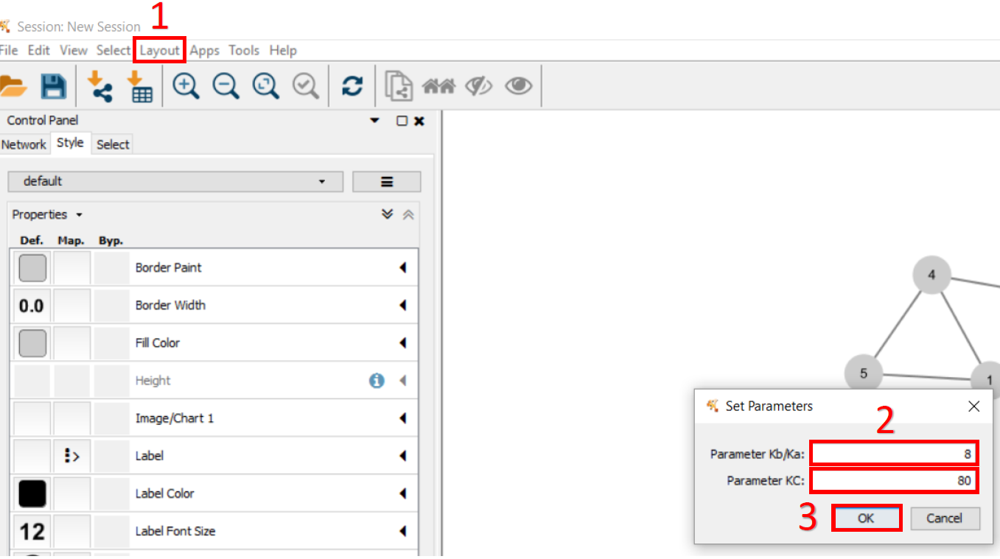 1
Session: New Session
File Edit View Select Layout Apps Tools Help
Control Panel
Network Style Select
default
Properties
Def. Map. Byp.
Border Paint
0.0 Border Width
Fill Color
Height
Image/Chart 1
Label
Label Color
12 Label Font Size
4
5 1
Set Parameters
2
Parameter Kb/Ka: 8
Parameter KC: 80
3 OK Cancel